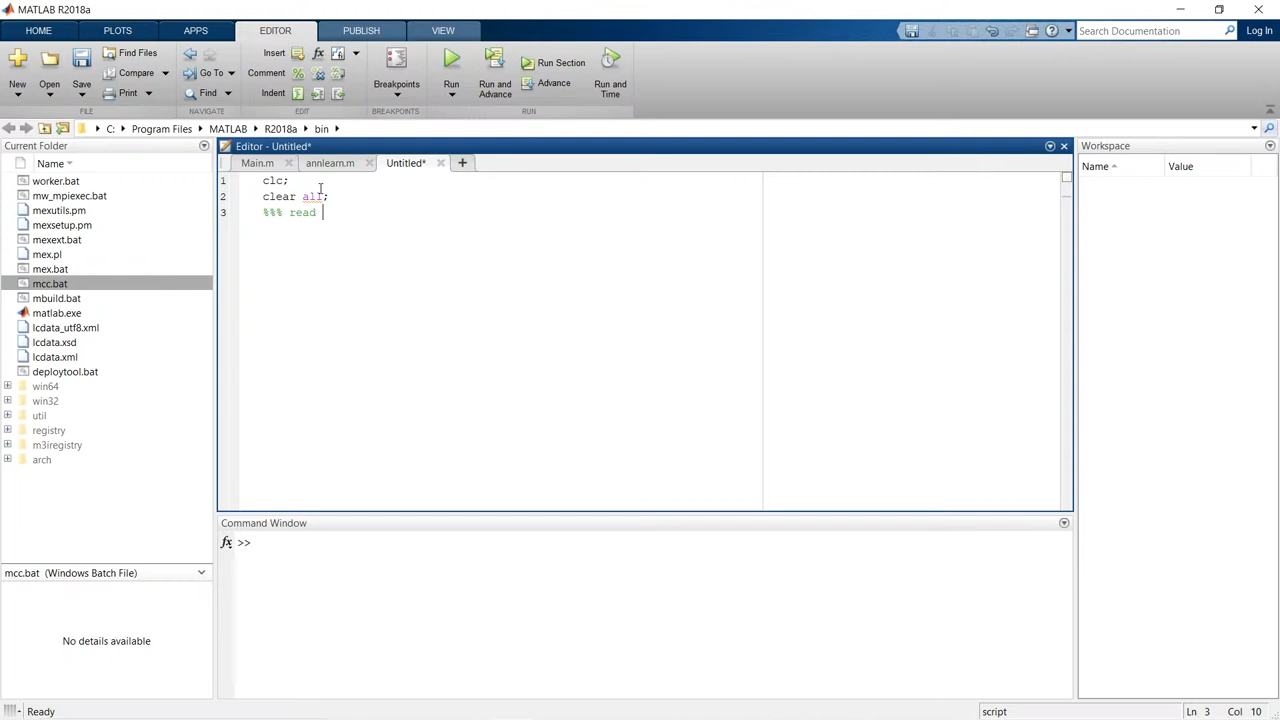 MATLAB R2018a
HOME PLOTS APPS EDITOR PUBLISH VIEW Search Documentation Log In
New Open Save Find Files Compare Print
Go To Find
Insert fx Comment % Indent
Breakpoints
Run Run and Advance Run Section Advance Run and Time
FILE NAVIGATE EDIT BREAKPOINTS RUN
C: Program Files MATLAB R2018a bin
Current Folder
Name
worker.bat
mw_mpiexec.bat
mexutils.pm
mexsetup.pm
mexext.bat
mex.pl
mex.bat
mcc.bat
mbuild.bat
matlab.exe
lcdata_utf8.xml
lcdata.xsd
lcdata.xml
deploytool.bat
win64
win32
util
registry
m3iregistry
arch
mcc.bat (Windows Batch File)
No details available
Editor - Untitled*
Main.m annlearn.m Untitled*
1 clc;
2 clear all;
3 %%% read
Command Window
fx >>
Workspace
Name Value
Ready script Ln 3 Col 10